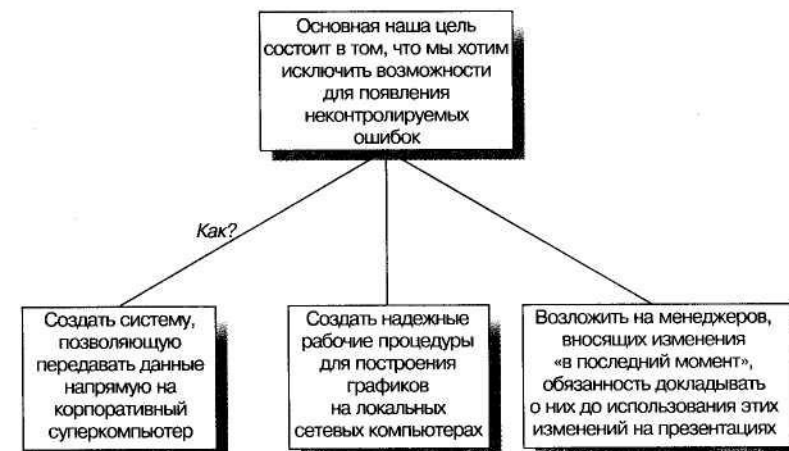 Основная наша цель
состоит в том, что мы хотим
исключить возможности
для появления
неконтролируемых
ошибок
Как?
Создать систему,
позволяющую
передавать данные
напрямую на
корпоративный
суперкомпьютер
Создать надежные
рабочие процедуры
для построения
графиков
на локальных
сетевых компьютерах
Возложить на менеджеров,
вносящих изменения
«в последний момент»,
обязанность докладывать
о них до использования этих
изменений на презентациях